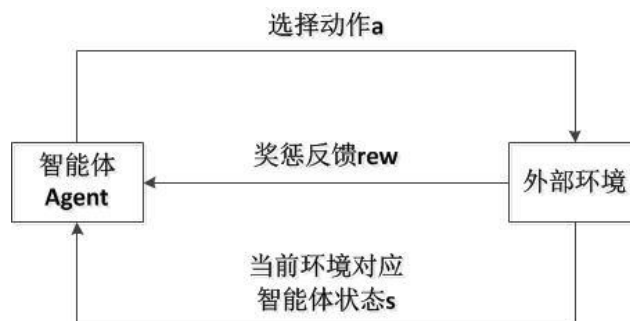 选择动作a
智能体
Agent
奖惩反馈rew
外部环境
当前环境对应
智能体状态s